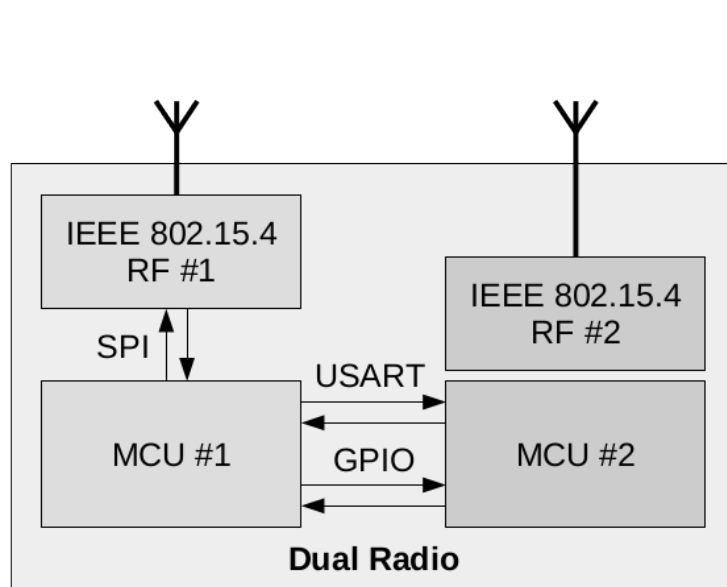 IEEE 802.15.4
RF #1
IEEE 802.15.4
RF #2
SPI
USART
MCU #1
GPIO
MCU #2
Dual Radio